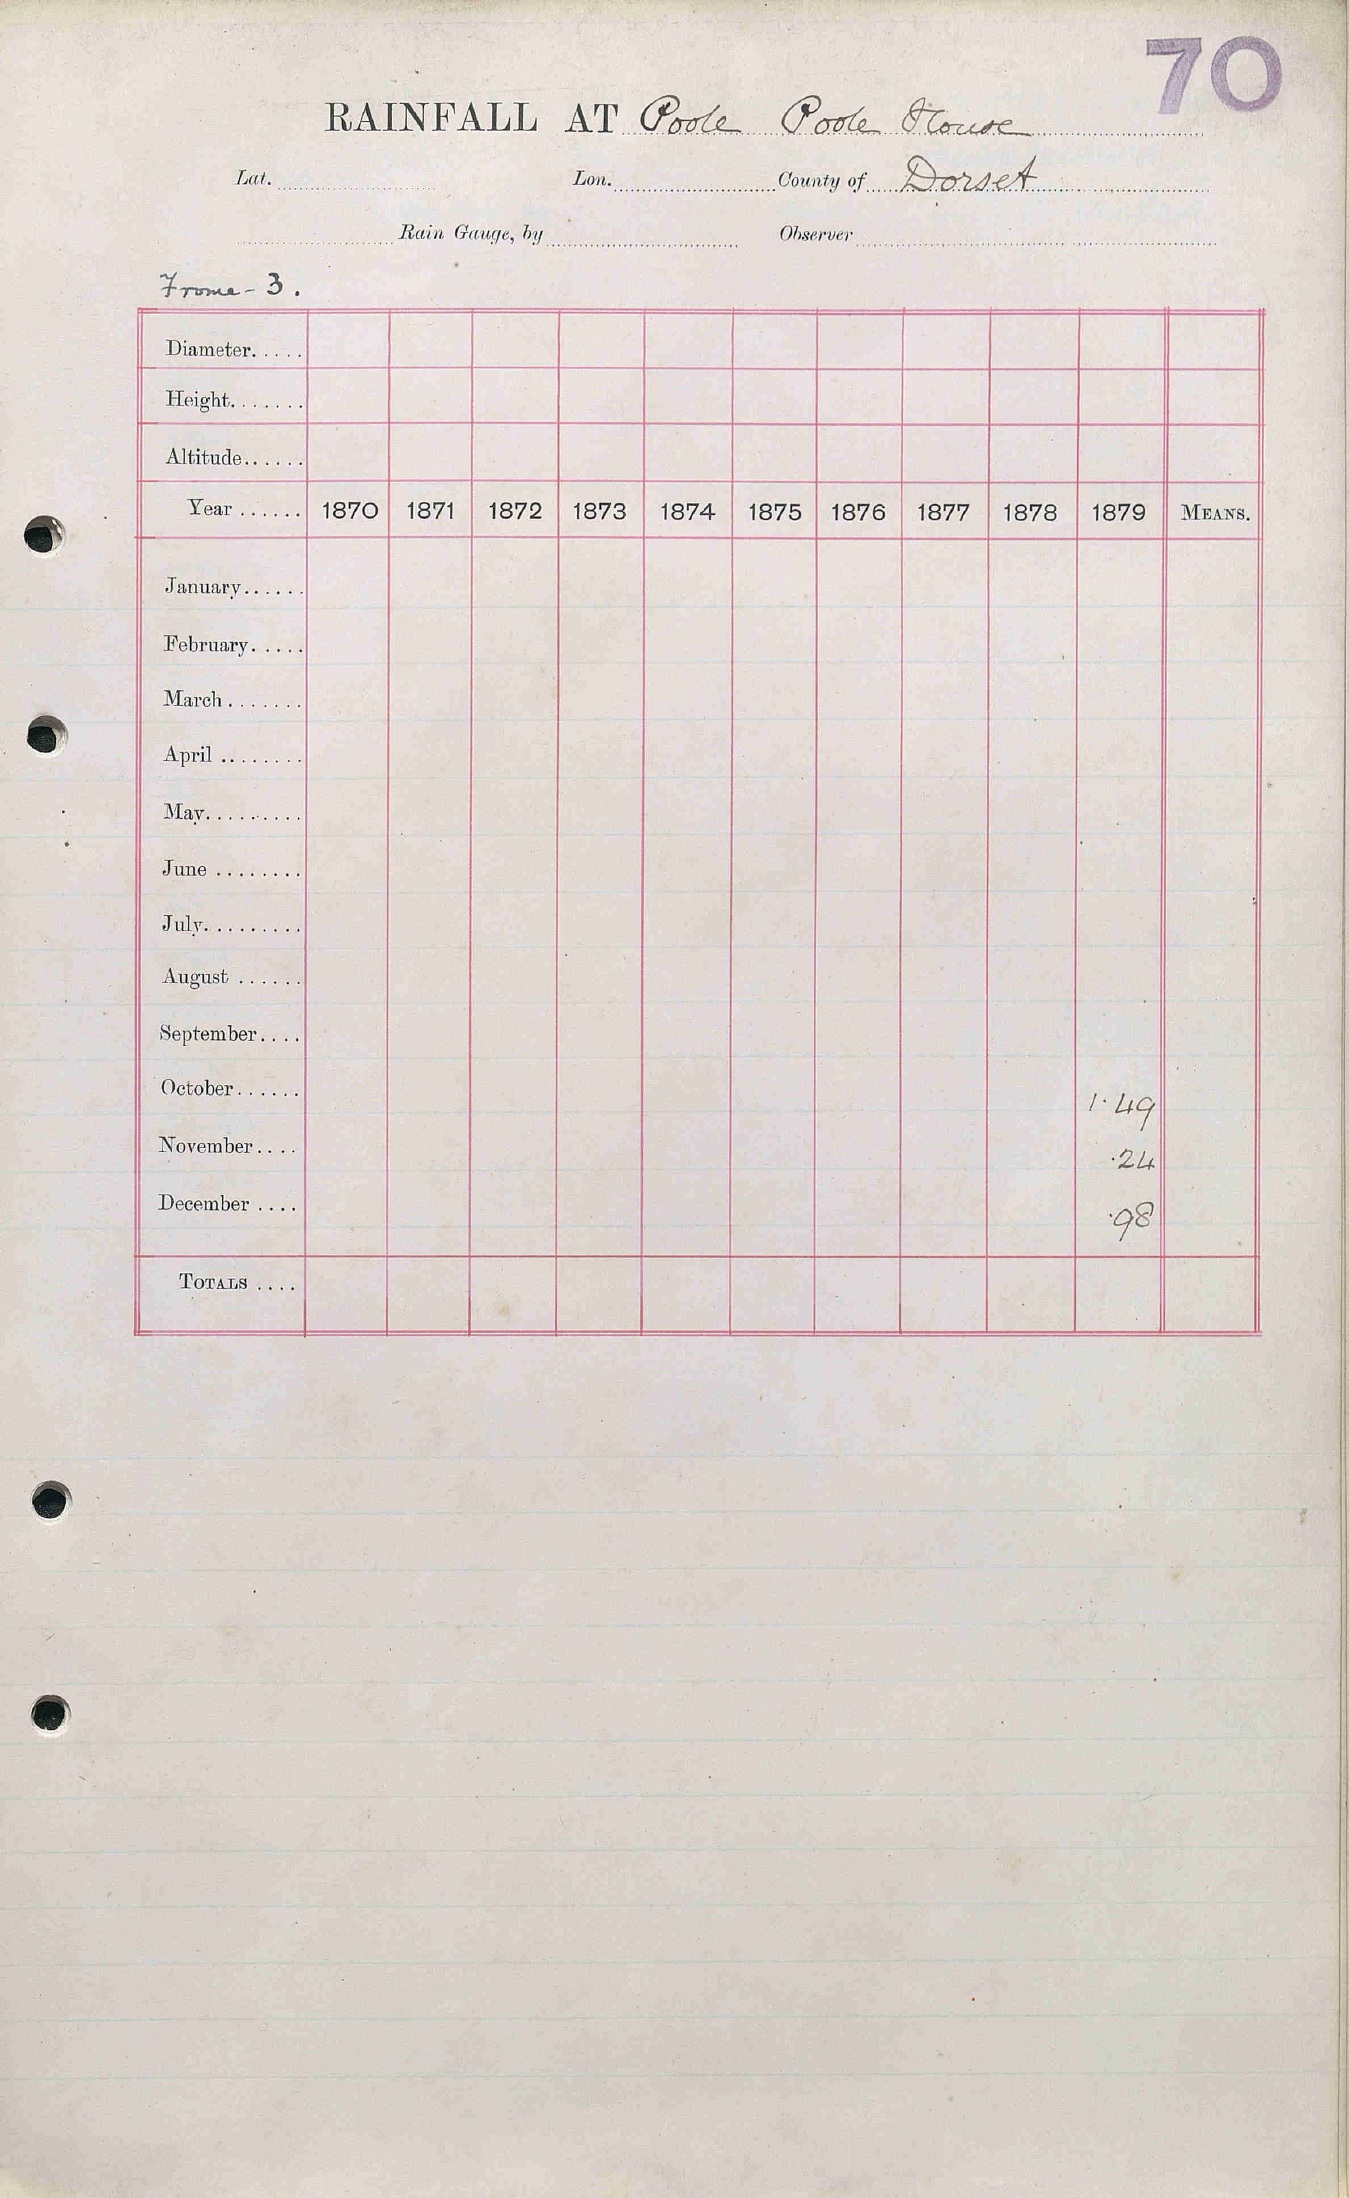 70
RAINFALL AT Poole Poole House
Lat. Lon. County of Dorset
Rain Gauge, by Observer
Frome - 3.
Diameter.....
Height.......
Altitude......
Year ...... 1870 1871 1872 1873 1874 1875 1876 1877 1878 1879 MEANS.
January......
February.....
March .......
April ........
May.........
June ........
July.........
August ......
September....
October...... 1.49
November.... .24
December .... .98
TOTALS ....